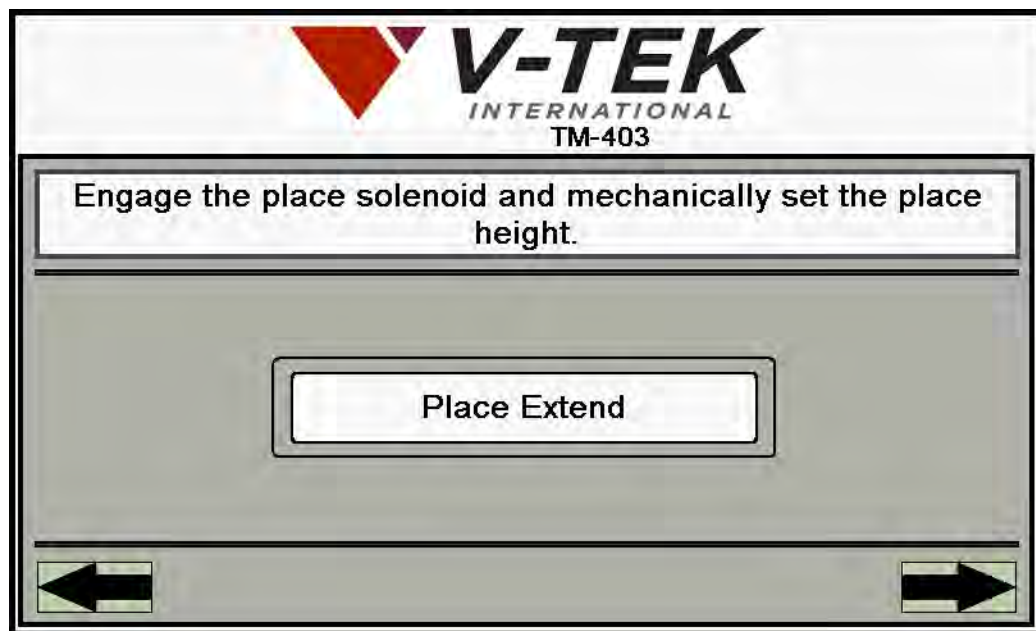 V-TEK
INTERNATIONAL
TM-403
Engage the place solenoid and mechanically set the place
height.
Place Extend